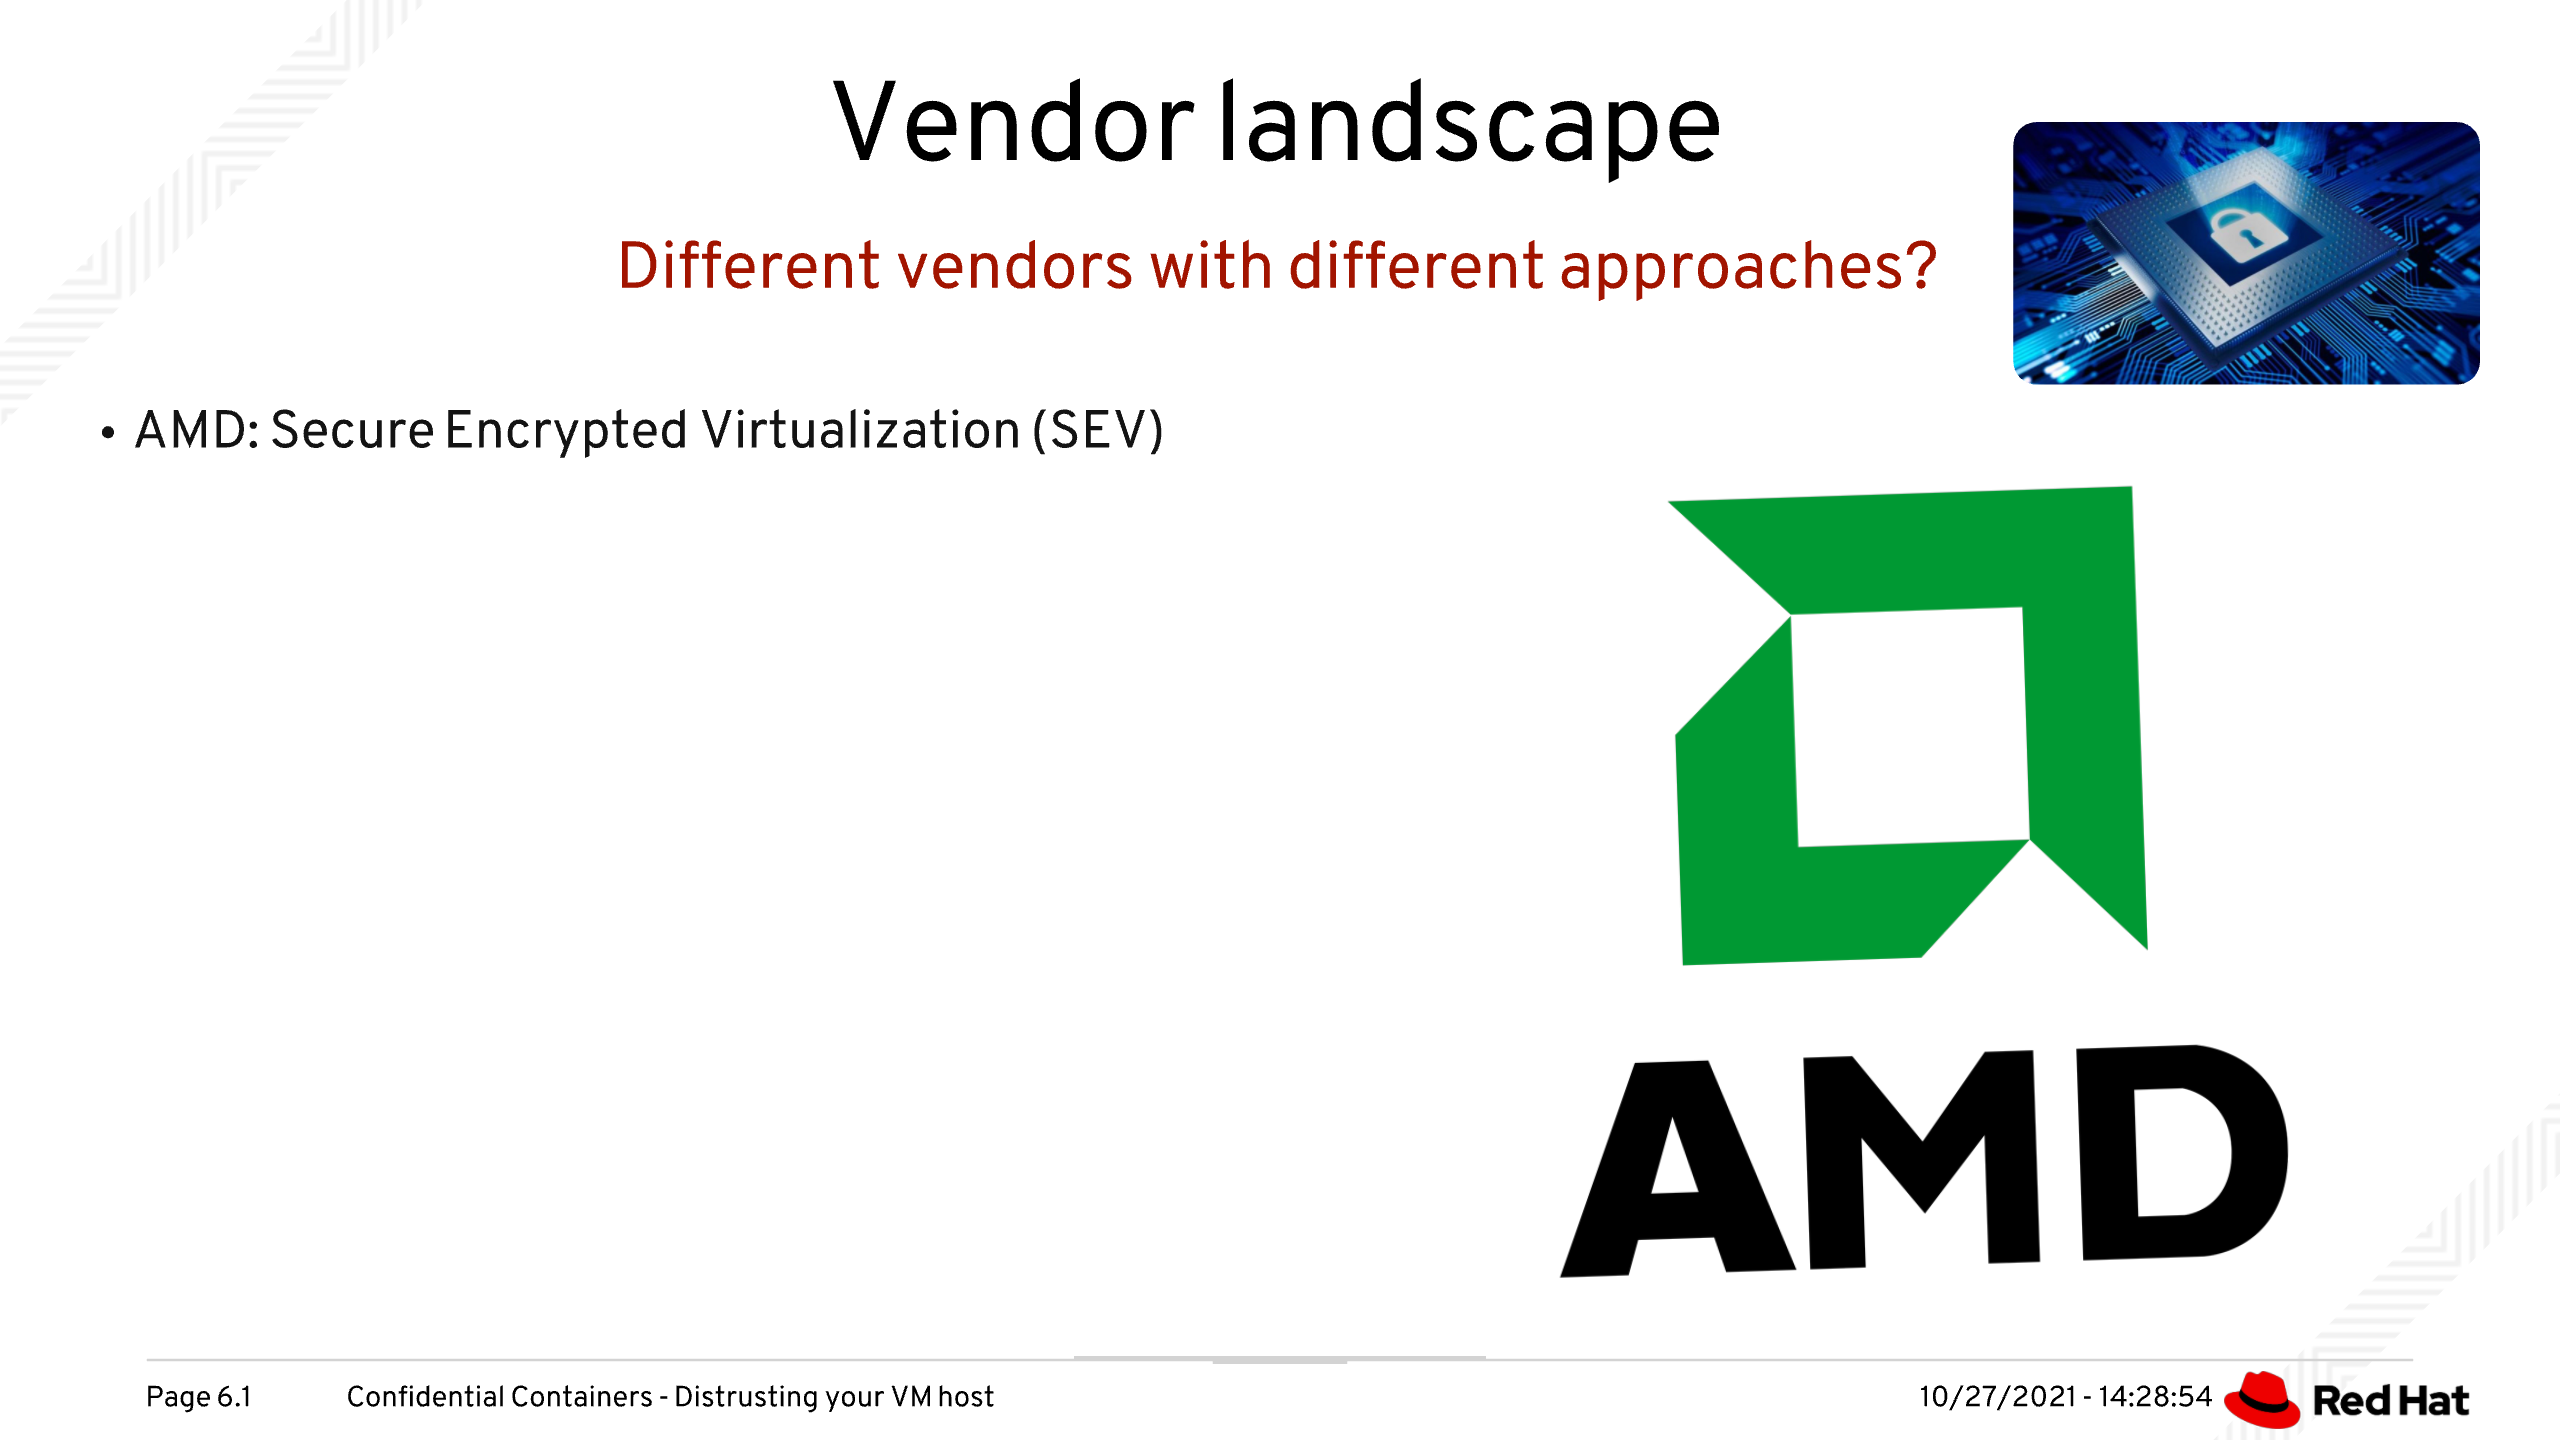 Vendor landscape
Different vendors with different approaches?
• AMD: Secure Encrypted Virtualization (SEV)
AMD
Page 6.1 Confidential Containers - Distrusting your VM host 10/27/2021 - 14:28:54 Red Hat